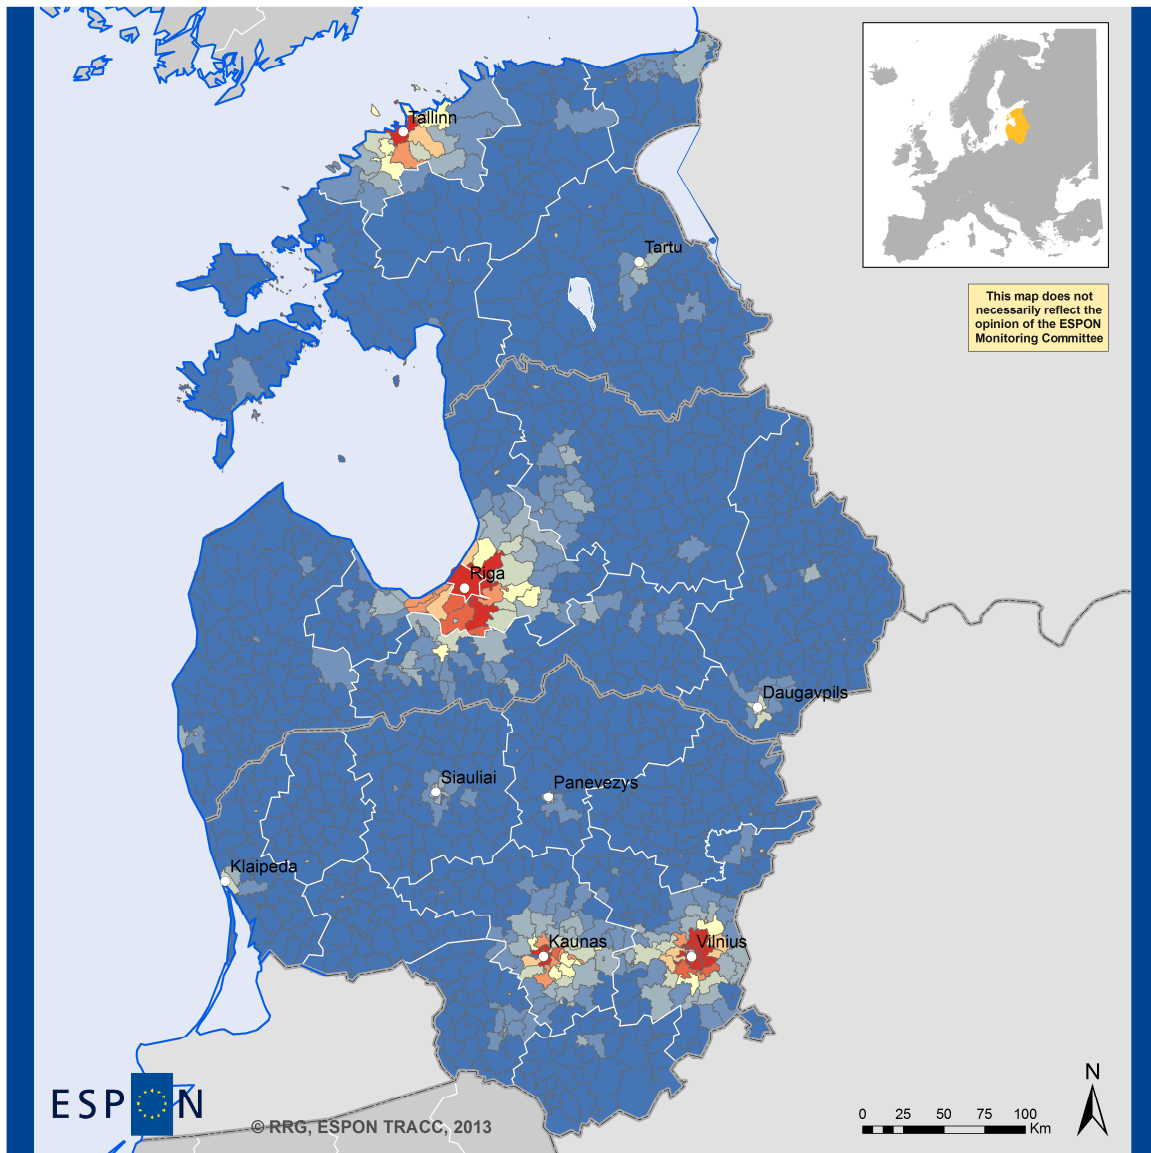 Tallinn
Tartu
This map does not
necessarily reflect the
opinion of the ESPON
Monitoring Committee
Riga
Daugavpils
Siauliai
Panevezys
Klaipeda
Kaunas
Vilnius
ESPON
© RRG, ESPON TRACC, 2013
N
0 25 50 75 100
Km